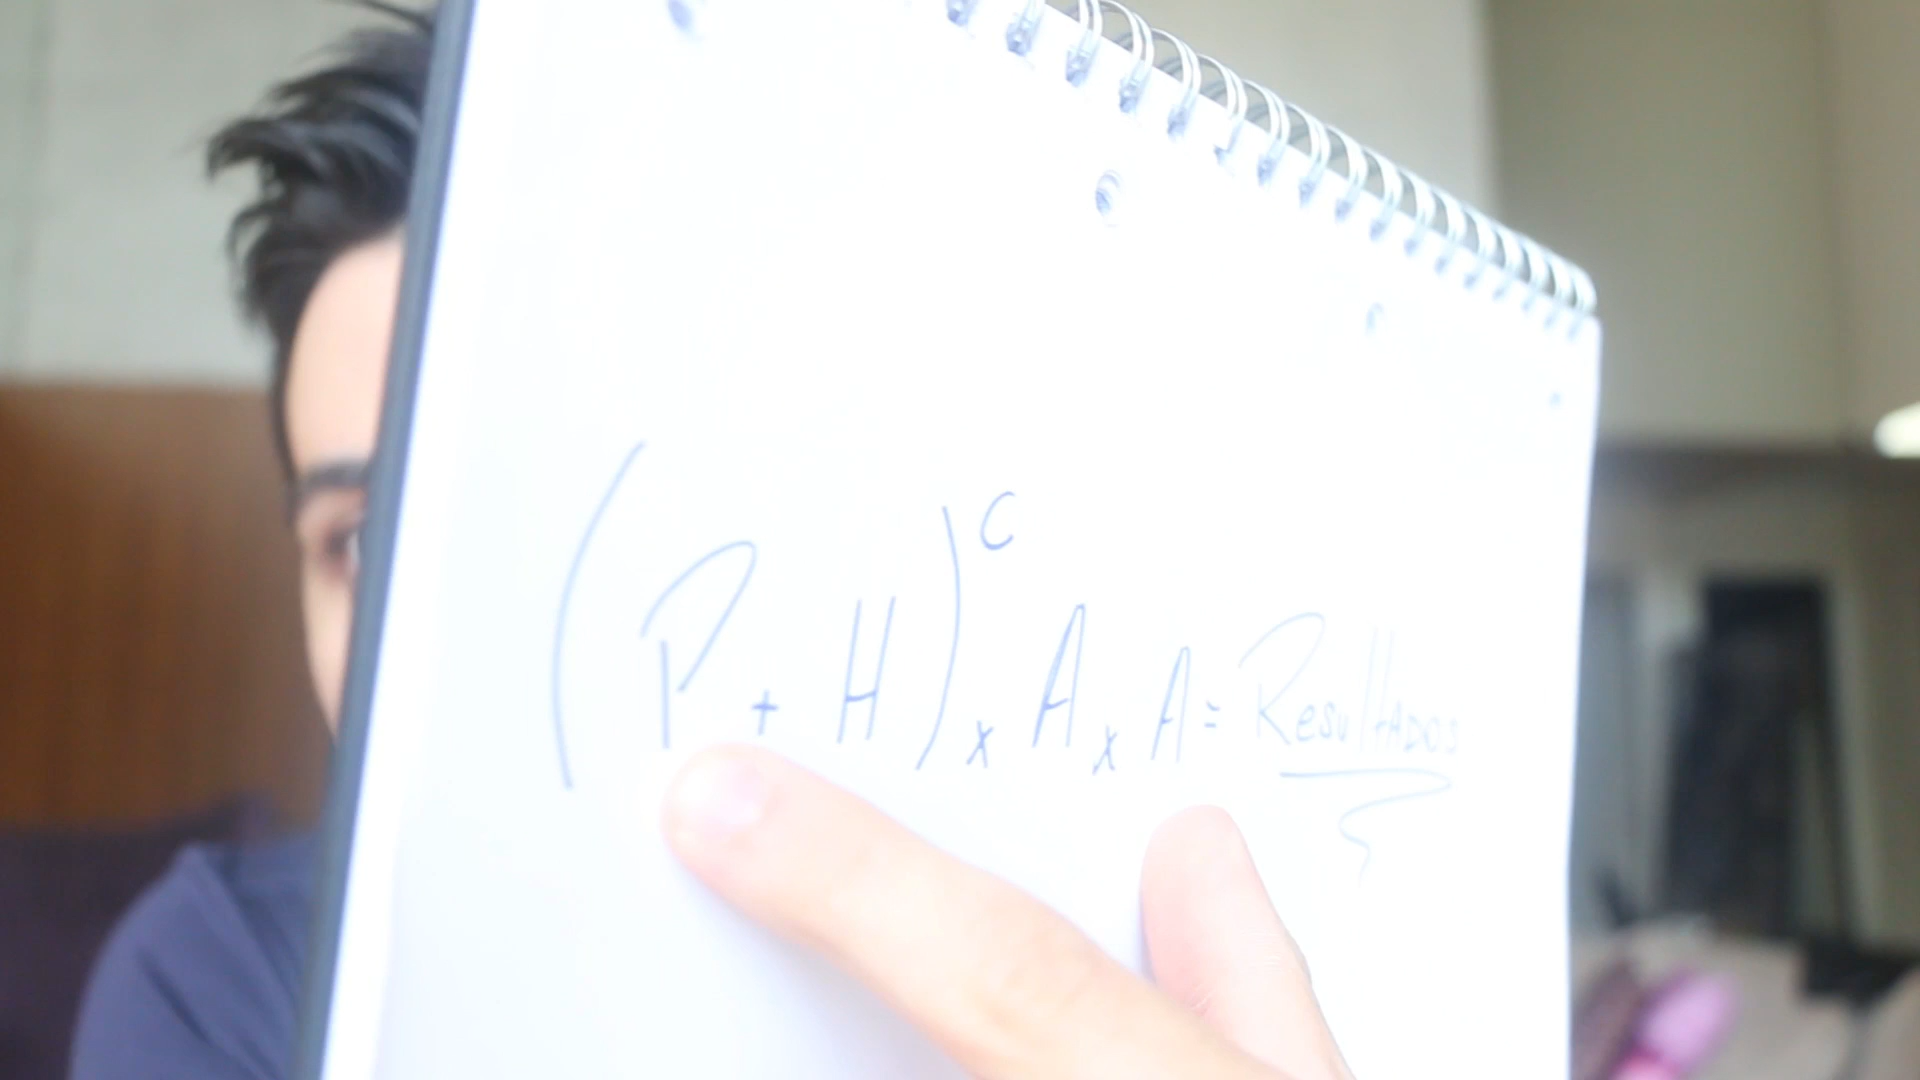 (P + H)^C x A x A = Resultados